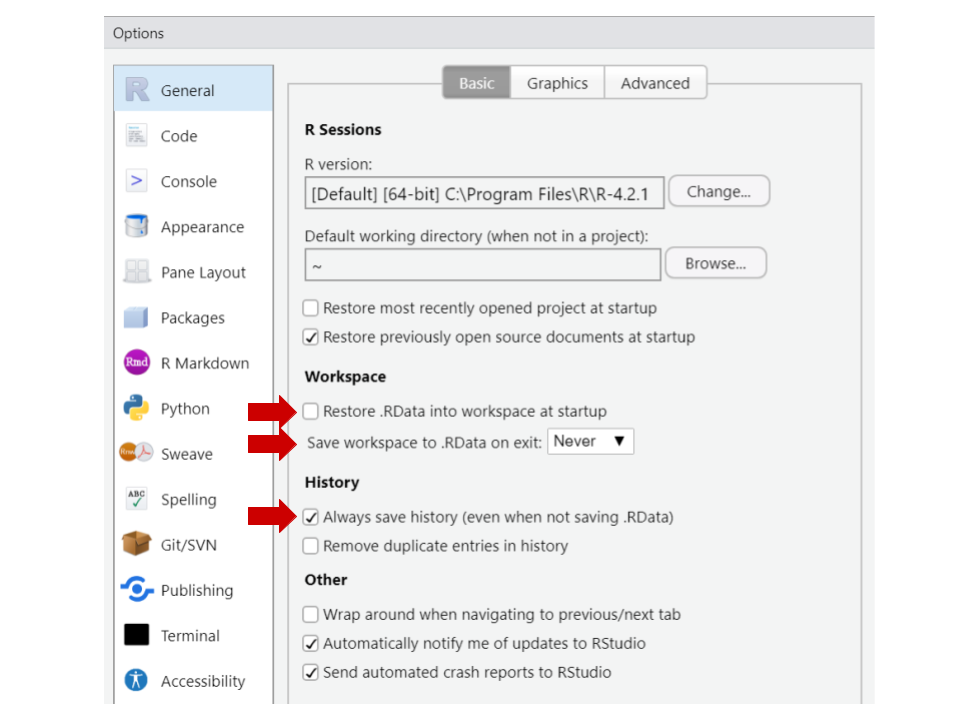 Options
General
Code
Console
Appearance
Pane Layout
Packages
R Markdown
Python
Sweave
Spelling
Git/SVN
Publishing
Terminal
Accessibility
R
>
Rmd
ABC
Basic Graphics Advanced
R Sessions
R version:
[Default] [64-bit] C:\Program Files\R\R-4.2.1 Change...
Default working directory (when not in a project):
~ Browse...
Restore most recently opened project at startup
Restore previously open source documents at startup
Workspace
Restore .RData into workspace at startup
Save workspace to .RData on exit: Never
History
Always save history (even when not saving .RData)
Remove duplicate entries in history
Other
Wrap around when navigating to previous/next tab
Automatically notify me of updates to RStudio
Send automated crash reports to RStudio